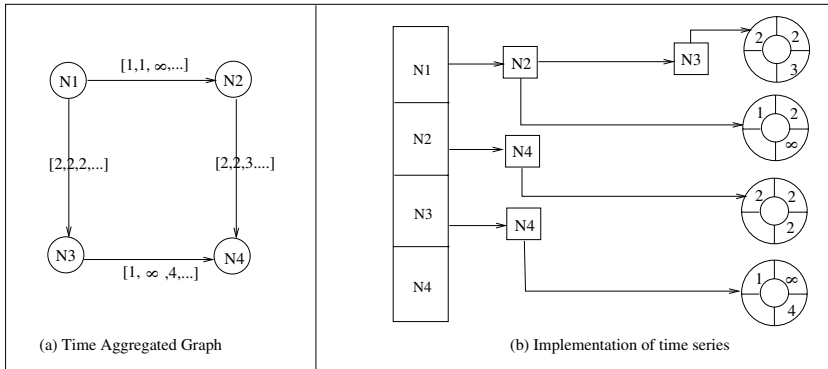 [1,1, ∞,...]
N1
N2
[2,2,2,...]
[2,2,3....]
N3
N4
[1, ∞ ,4,...]
(a) Time Aggregated Graph
N1
N2
N3
N4
N2
N3
N4
N4
2
2
3
1
2
∞
2
2
2
1
∞
4
(b) Implementation of time series